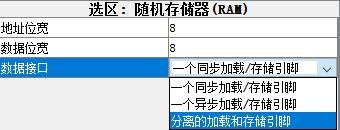 选区：随机存储器(RAM)
地址位宽 8
数据位宽 8
数据接口 一个同步加载/存储引脚
一个同步加载/存储引脚
一个异步加载/存储引脚
分离的加载和存储引脚